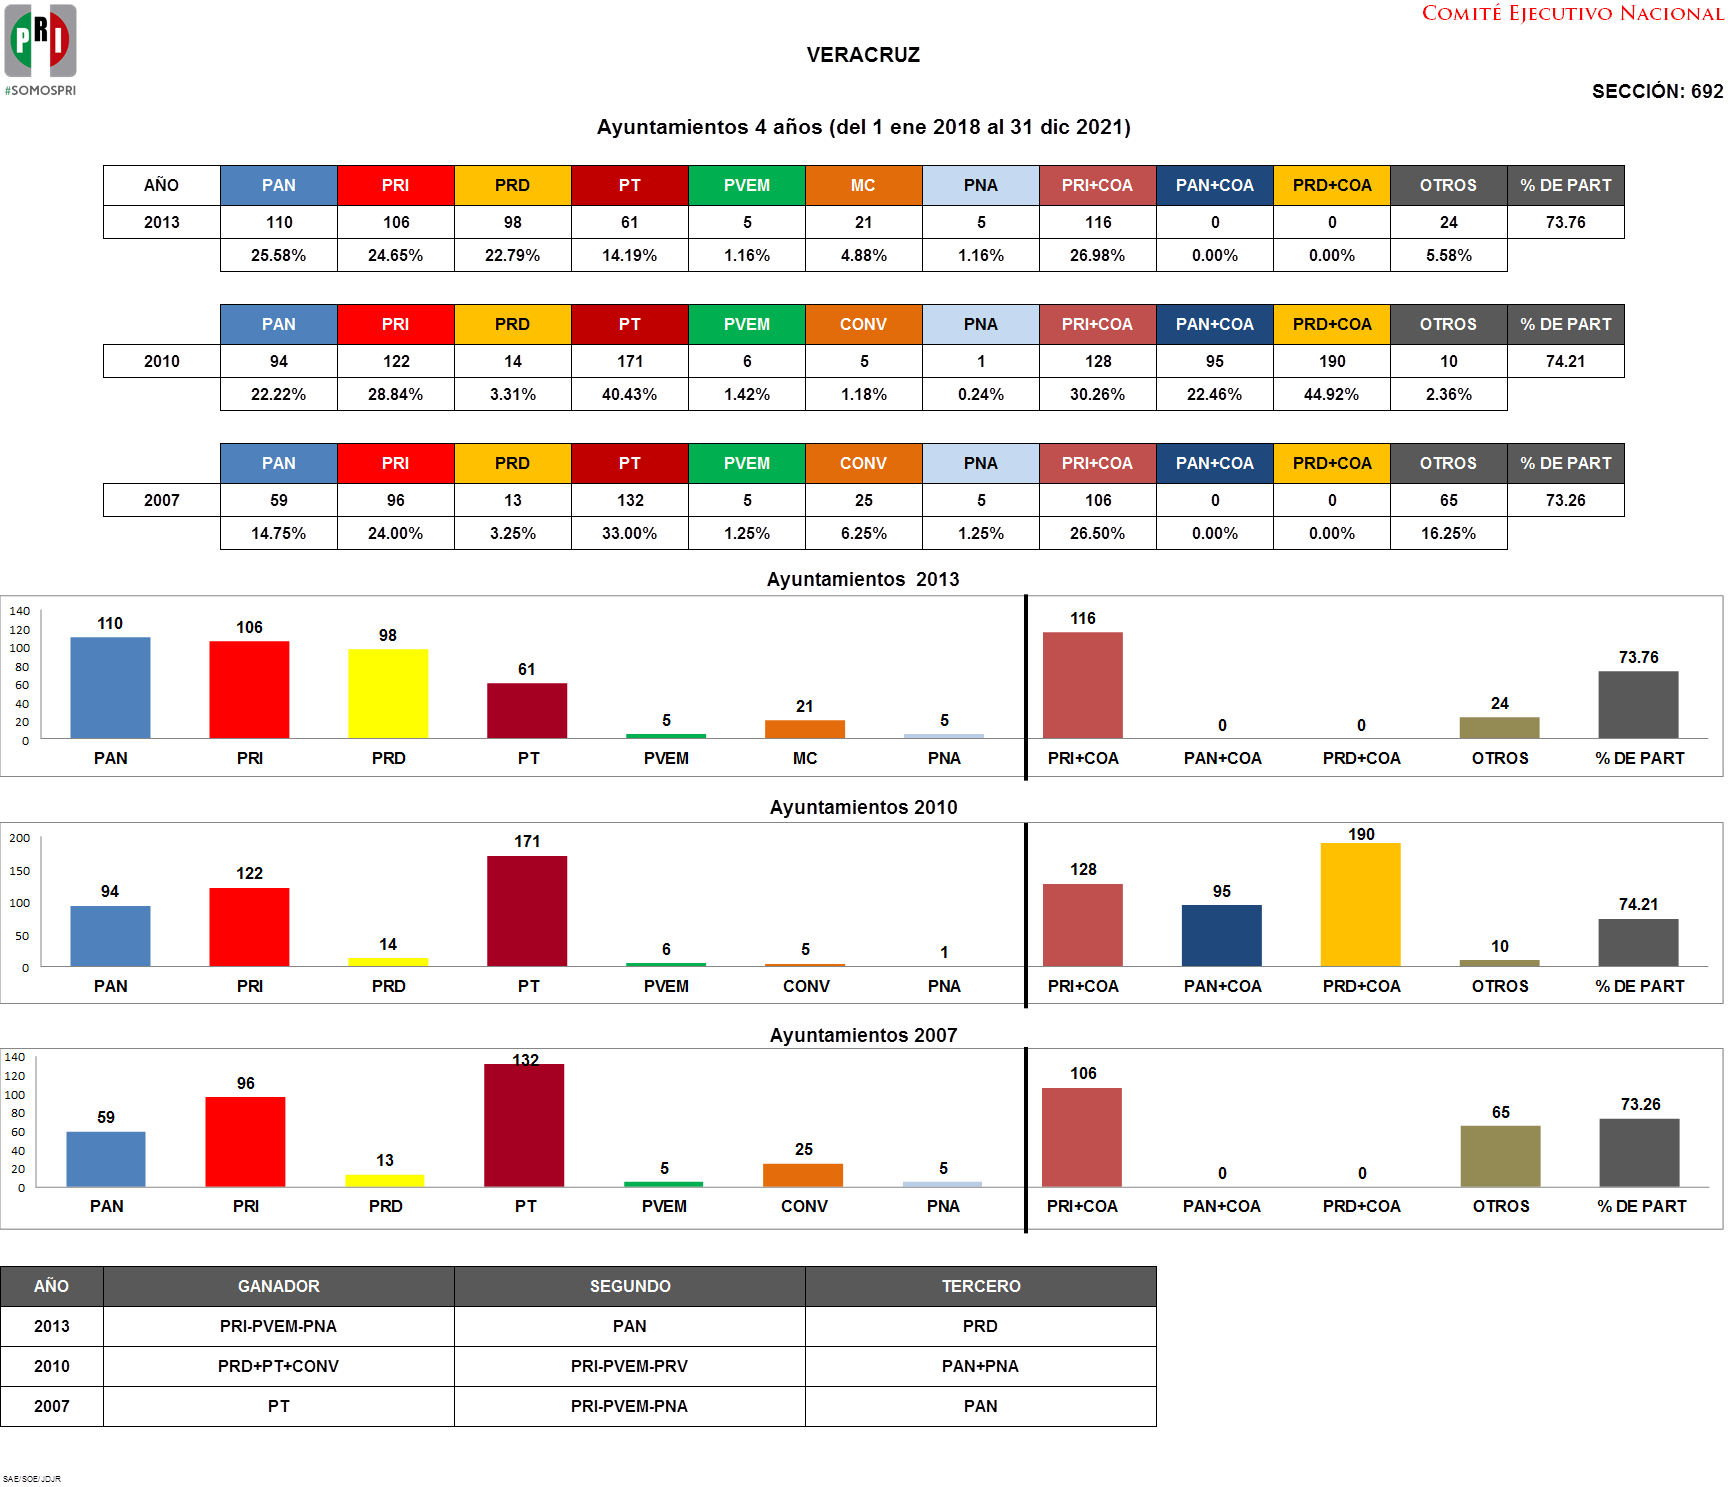 COMITÉ EJECUTIVO NACIONAL
PRI
#SOMOSPRI
VERACRUZ
SECCIÓN: 692
Ayuntamientos 4 años (del 1 ene 2018 al 31 dic 2021)
AÑO PAN PRI PRD PT PVEM MC PNA PRI+COA PAN+COA PRD+COA OTROS % DE PART
2013 110 106 98 61 5 21 5 116 0 0 24 73.76
25.58% 24.65% 22.79% 14.19% 1.16% 4.88% 1.16% 26.98% 0.00% 0.00% 5.58%
PAN PRI PRD PT PVEM CONV PNA PRI+COA PAN+COA PRD+COA OTROS % DE PART
2010 94 122 14 171 6 5 1 128 95 190 10 74.21
22.22% 28.84% 3.31% 40.43% 1.42% 1.18% 0.24% 30.26% 22.46% 44.92% 2.36%
PAN PRI PRD PT PVEM CONV PNA PRI+COA PAN+COA PRD+COA OTROS % DE PART
2007 59 96 13 132 5 25 5 106 0 0 65 73.26
14.75% 24.00% 3.25% 33.00% 1.25% 6.25% 1.25% 26.50% 0.00% 0.00% 16.25%
Ayuntamientos 2013
140
120
100
80
60
40
20
0
110 106 98 61 5 21 5 116 0 0 24 73.76
PAN PRI PRD PT PVEM MC PNA PRI+COA PAN+COA PRD+COA OTROS % DE PART
Ayuntamientos 2010
200
150
100
50
0
94 122 14 171 6 5 1 128 95 190 10 74.21
PAN PRI PRD PT PVEM CONV PNA PRI+COA PAN+COA PRD+COA OTROS % DE PART
Ayuntamientos 2007
140
120
100
80
60
40
20
0
59 96 13 132 5 25 5 106 0 0 65 73.26
PAN PRI PRD PT PVEM CONV PNA PRI+COA PAN+COA PRD+COA OTROS % DE PART
AÑO GANADOR SEGUNDO TERCERO
2013 PRI-PVEM-PNA PAN PRD
2010 PRD+PT+CONV PRI-PVEM-PRV PAN+PNA
2007 PT PRI-PVEM-PNA PAN
SAE/SOE/JDJR